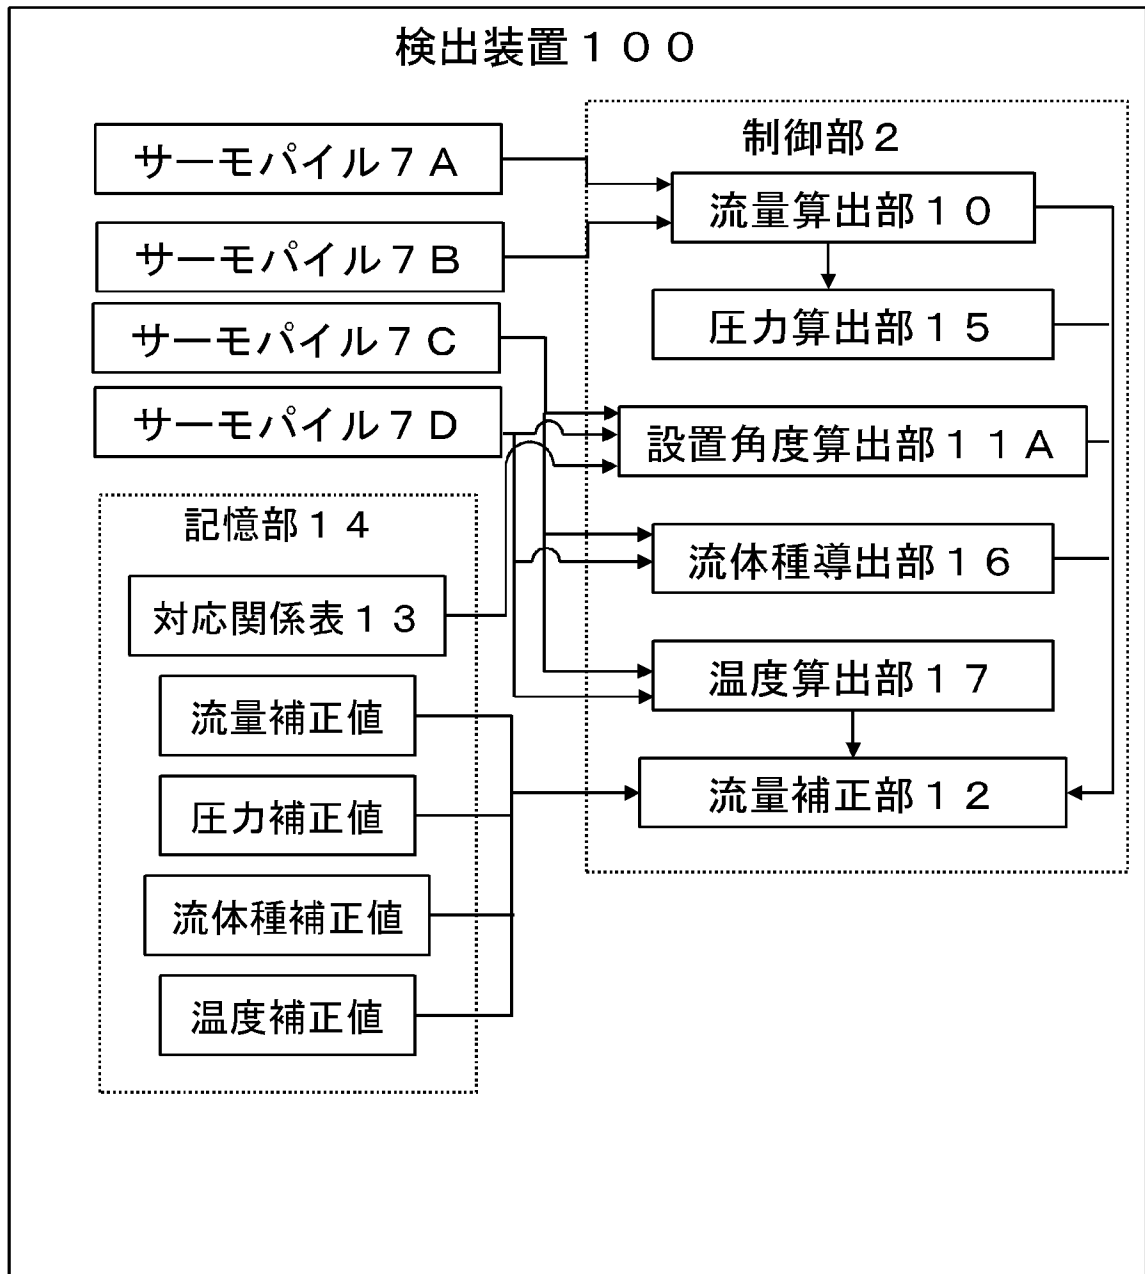 検出装置１００
サーモパイル７Ａ
サーモパイル７Ｂ
サーモパイル７Ｃ
サーモパイル７Ｄ
記憶部１４
対応関係表１３
流量補正値
圧力補正値
流体種補正値
温度補正値
制御部２
流量算出部１０
圧力算出部１５
設置角度算出部１１Ａ
流体種導出部１６
温度算出部１７
流量補正部１２